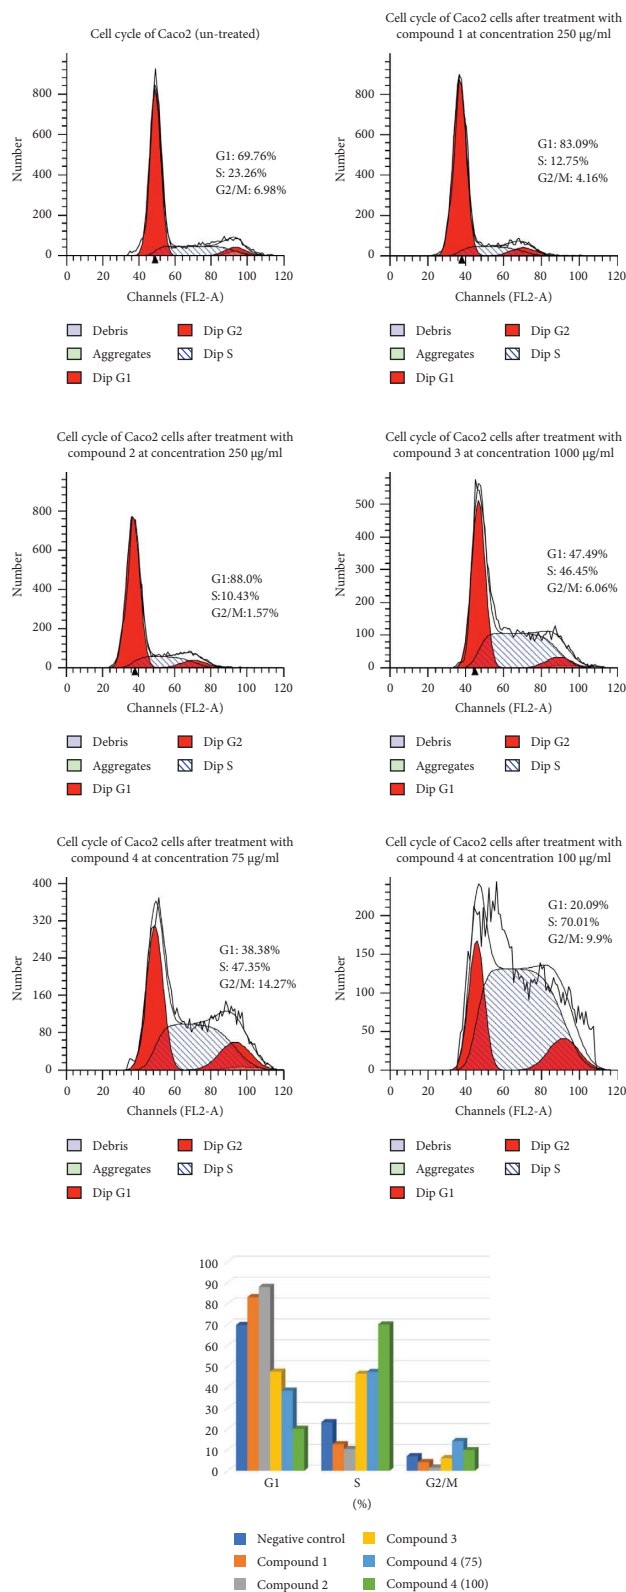 Cell cycle of Caco2 (un-treated)
Number
800
600
400
200
0
G1: 69.76%
S: 23.26%
G2/M: 6.98%
0 20 40 60 80 100 120
Channels (FL2-A)
Debris
Aggregates
Dip G1
Dip G2
Dip S
Cell cycle of Caco2 cells after treatment with
compound 1 at concentration 250 μg/ml
Number
800
600
400
200
0
G1: 83.09%
S: 12.75%
G2/M: 4.16%
0 20 40 60 80 100 120
Channels (FL2-A)
Debris
Aggregates
Dip G1
Dip G2
Dip S
Cell cycle of Caco2 cells after treatment with
compound 2 at concentration 250 μg/ml
Number
800
600
400
200
0
G1:88.0%
S:10.43%
G2/M:1.57%
0 20 40 60 80 100 120
Channels (FL2-A)
Debris
Aggregates
Dip G1
Dip G2
Dip S
Cell cycle of Caco2 cells after treatment with
compound 3 at concentration 1000 μg/ml
Number
500
400
300
200
100
0
G1: 47.49%
S: 46.45%
G2/M: 6.06%
0 20 40 60 80 100 120
Channels (FL2-A)
Debris
Aggregates
Dip G1
Dip G2
Dip S
Cell cycle of Caco2 cells after treatment with
compound 4 at concentration 75 μg/ml
Number
400
320
240
160
80
0
G1: 38.38%
S: 47.35%
G2/M: 14.27%
0 20 40 60 80 100 120
Channels (FL2-A)
Debris
Aggregates
Dip G1
Dip G2
Dip S
Cell cycle of Caco2 cells after treatment with
compound 4 at concentration 100 μg/ml
Number
200
150
100
50
0
G1: 20.09%
S: 70.01%
G2/M: 9.9%
0 20 40 60 80 100 120
Channels (FL2-A)
Debris
Aggregates
Dip G1
Dip G2
Dip S
100
90
80
70
60
50
40
30
20
10
0
G1 S G2/M
(%)
Negative control
Compound 1
Compound 2
Compound 3
Compound 4 (75)
Compound 4 (100)